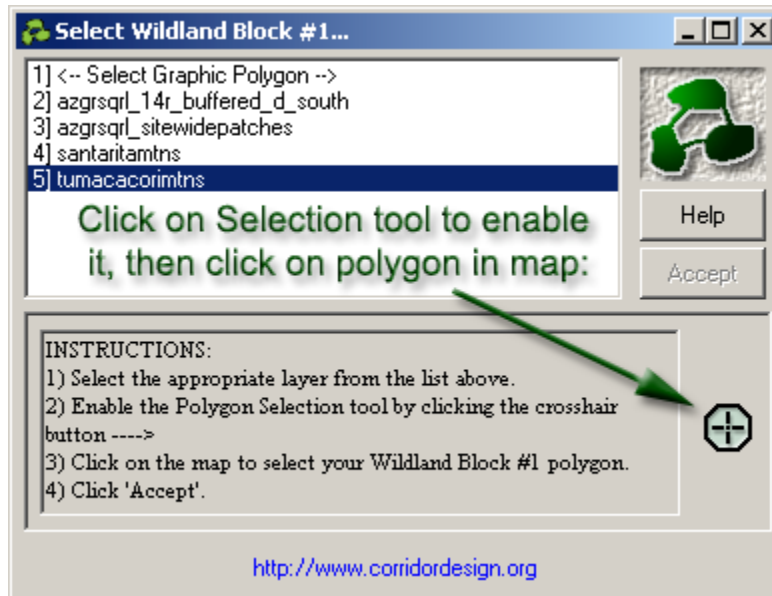 Select Wildland Block #1...
1] <-- Select Graphic Polygon -->
2] azgrsqrl_14r_buffered_d_south
3] azgrsqrl_sitewidepatches
4] santaritamtns
5] tumacacorimtns
Click on Selection tool to enable
it, then click on polygon in map:
Help
Accept
INSTRUCTIONS:
1) Select the appropriate layer from the list above.
2) Enable the Polygon Selection tool by clicking the crosshair
button ---->
3) Click on the map to select your Wildland Block #1 polygon.
4) Click 'Accept'.
http://www.corridordesign.org